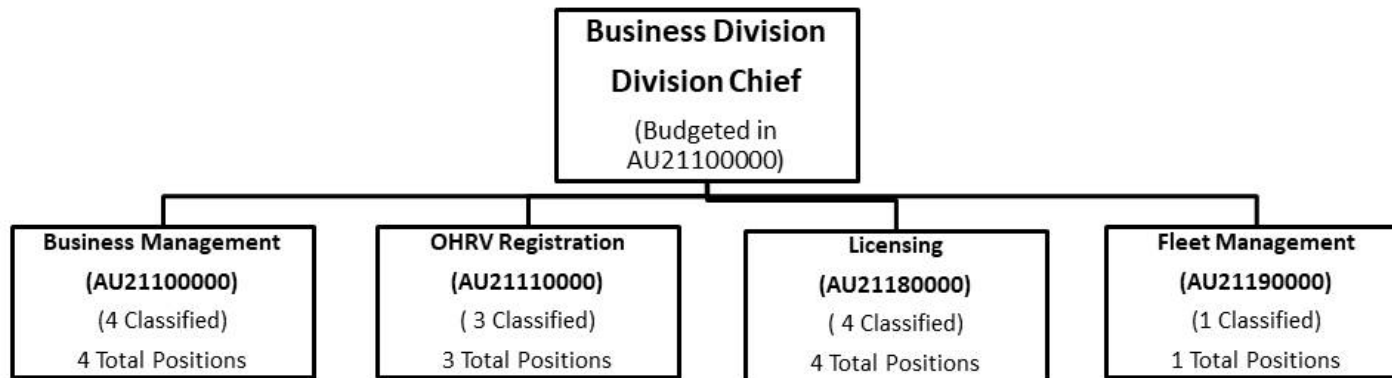 Business Division
Division Chief
(Budgeted in
AU21100000)
Business Management
(AU21100000)
(4 Classified)
4 Total Positions
OHRV Registration
(AU21110000)
( 3 Classified)
3 Total Positions
Licensing
(AU21180000)
( 4 Classified)
4 Total Positions
Fleet Management
(AU21190000)
(1 Classified)
1 Total Positions